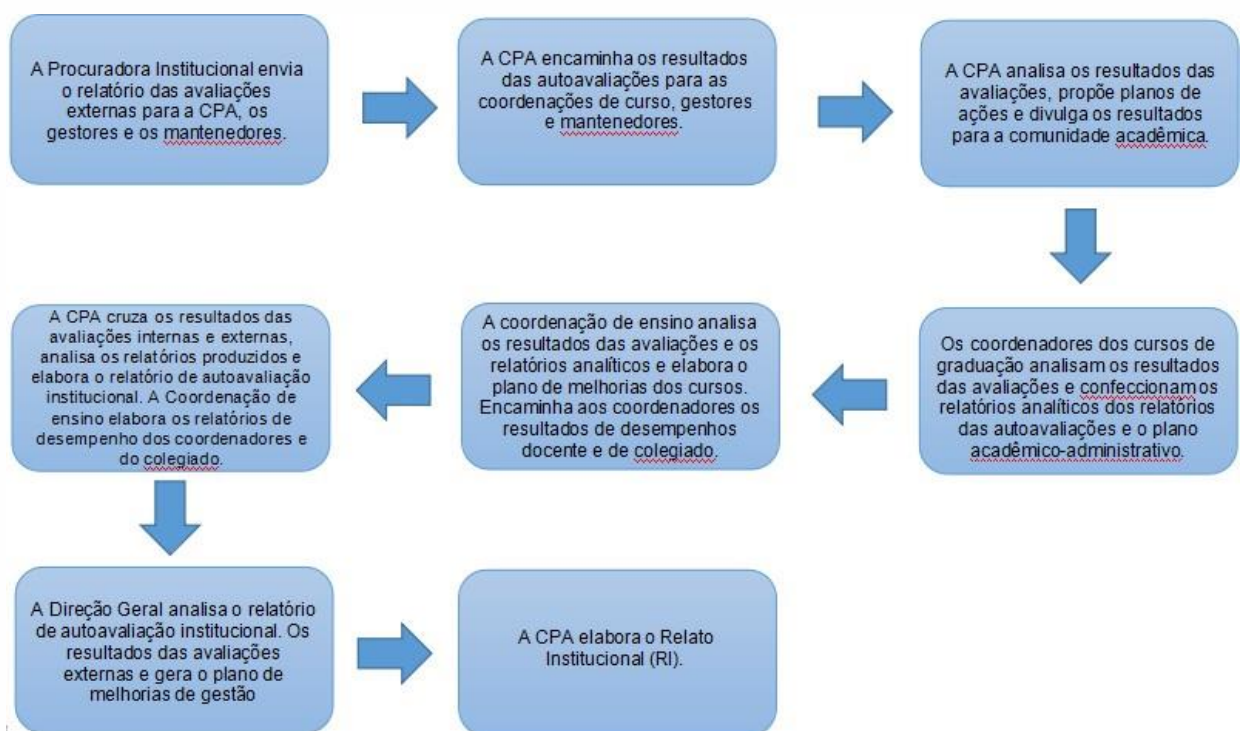 A Procuradora Institucional envia
o relatório das avaliações
externas para a CPA, os
gestores e os mantenedores.
A CPA encaminha os resultados
das autoavaliações para as
coordenações de curso, gestores
e mantenedores.
A CPA analisa os resultados das
avaliações, propõe planos de
ações e divulga os resultados
para a comunidade acadêmica.
Os coordenadores dos cursos de
graduação analisam os resultados
das avaliações e confeccionam os
relatórios analíticos dos relatórios
das autoavaliações e o plano
acadêmico-administrativo.
A coordenação de ensino analisa
os resultados das avaliações e os
relatórios analíticos e elabora o
plano de melhorias dos cursos.
Encaminha aos coordenadores os
resultados de desempenhos
docente e de colegiado.
A CPA cruza os resultados das
avaliações internas e externas,
analisa os relatórios produzidos e
elabora o relatório de autoavaliação
institucional. A Coordenação de
ensino elabora os relatórios de
desempenho dos coordenadores e
do colegiado.
A Direção Geral analisa o relatório
de autoavaliação institucional. Os
resultados das avaliações
externas e gera o plano de
melhorias de gestão
A CPA elabora o Relato
Institucional (RI).